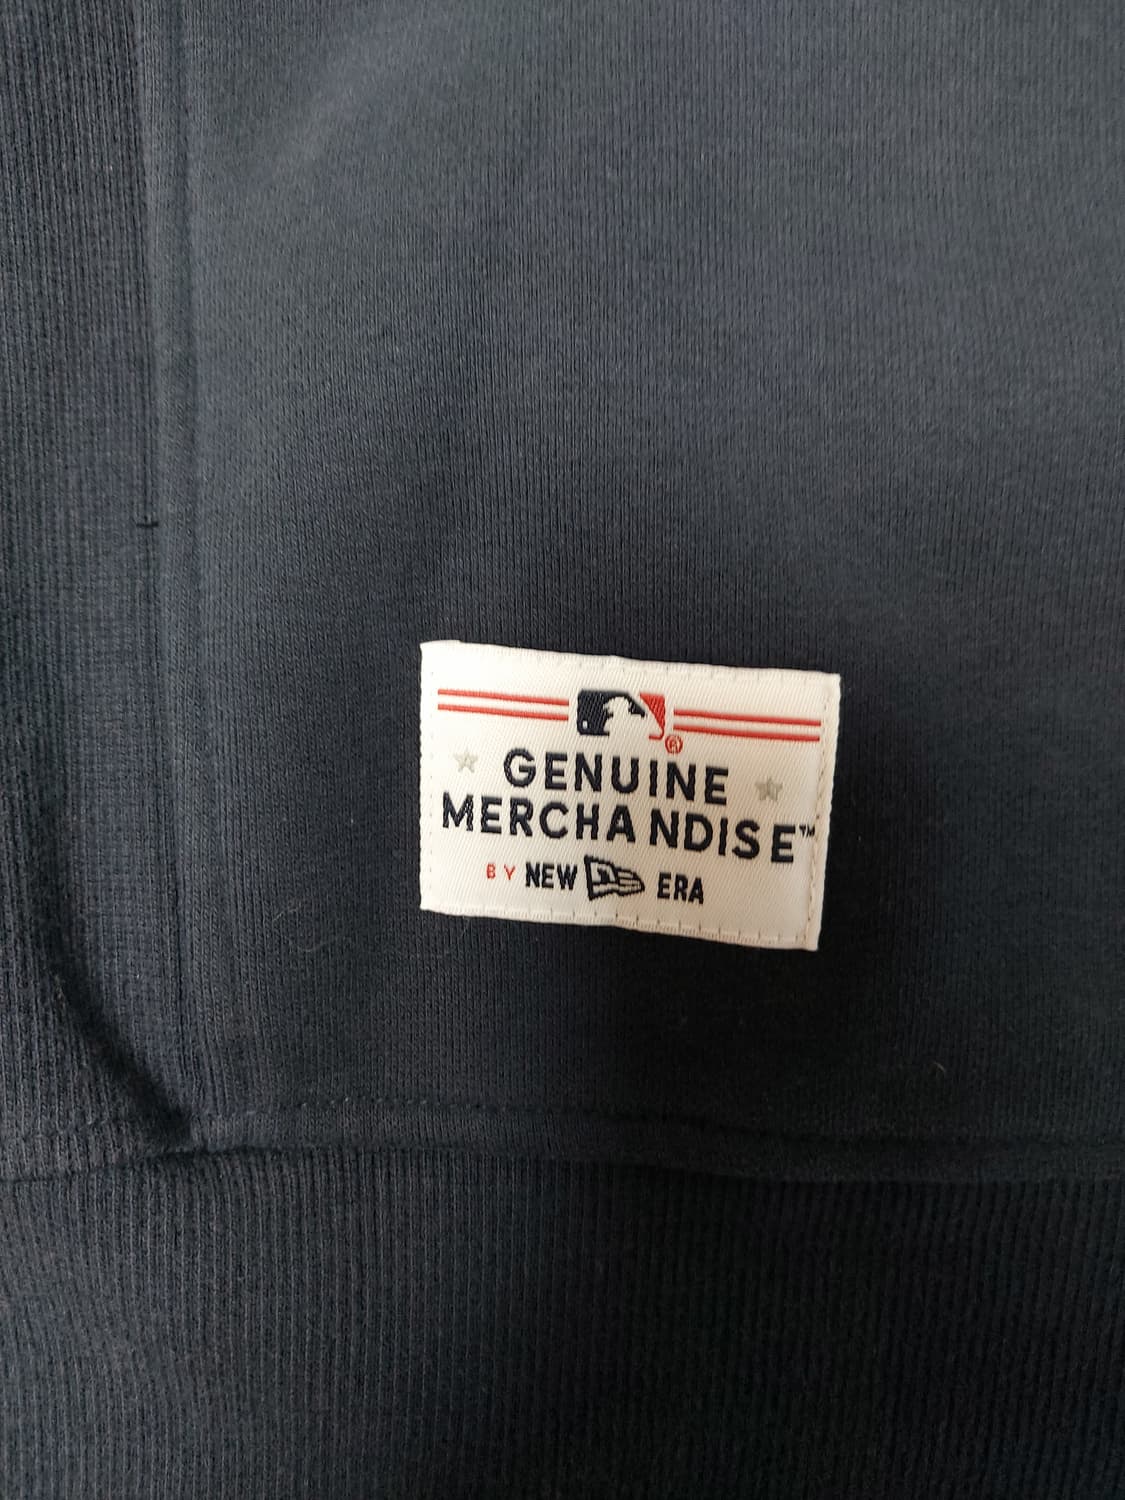 ®
GENUINE
MERCHANDISE™
BY NEW ERA